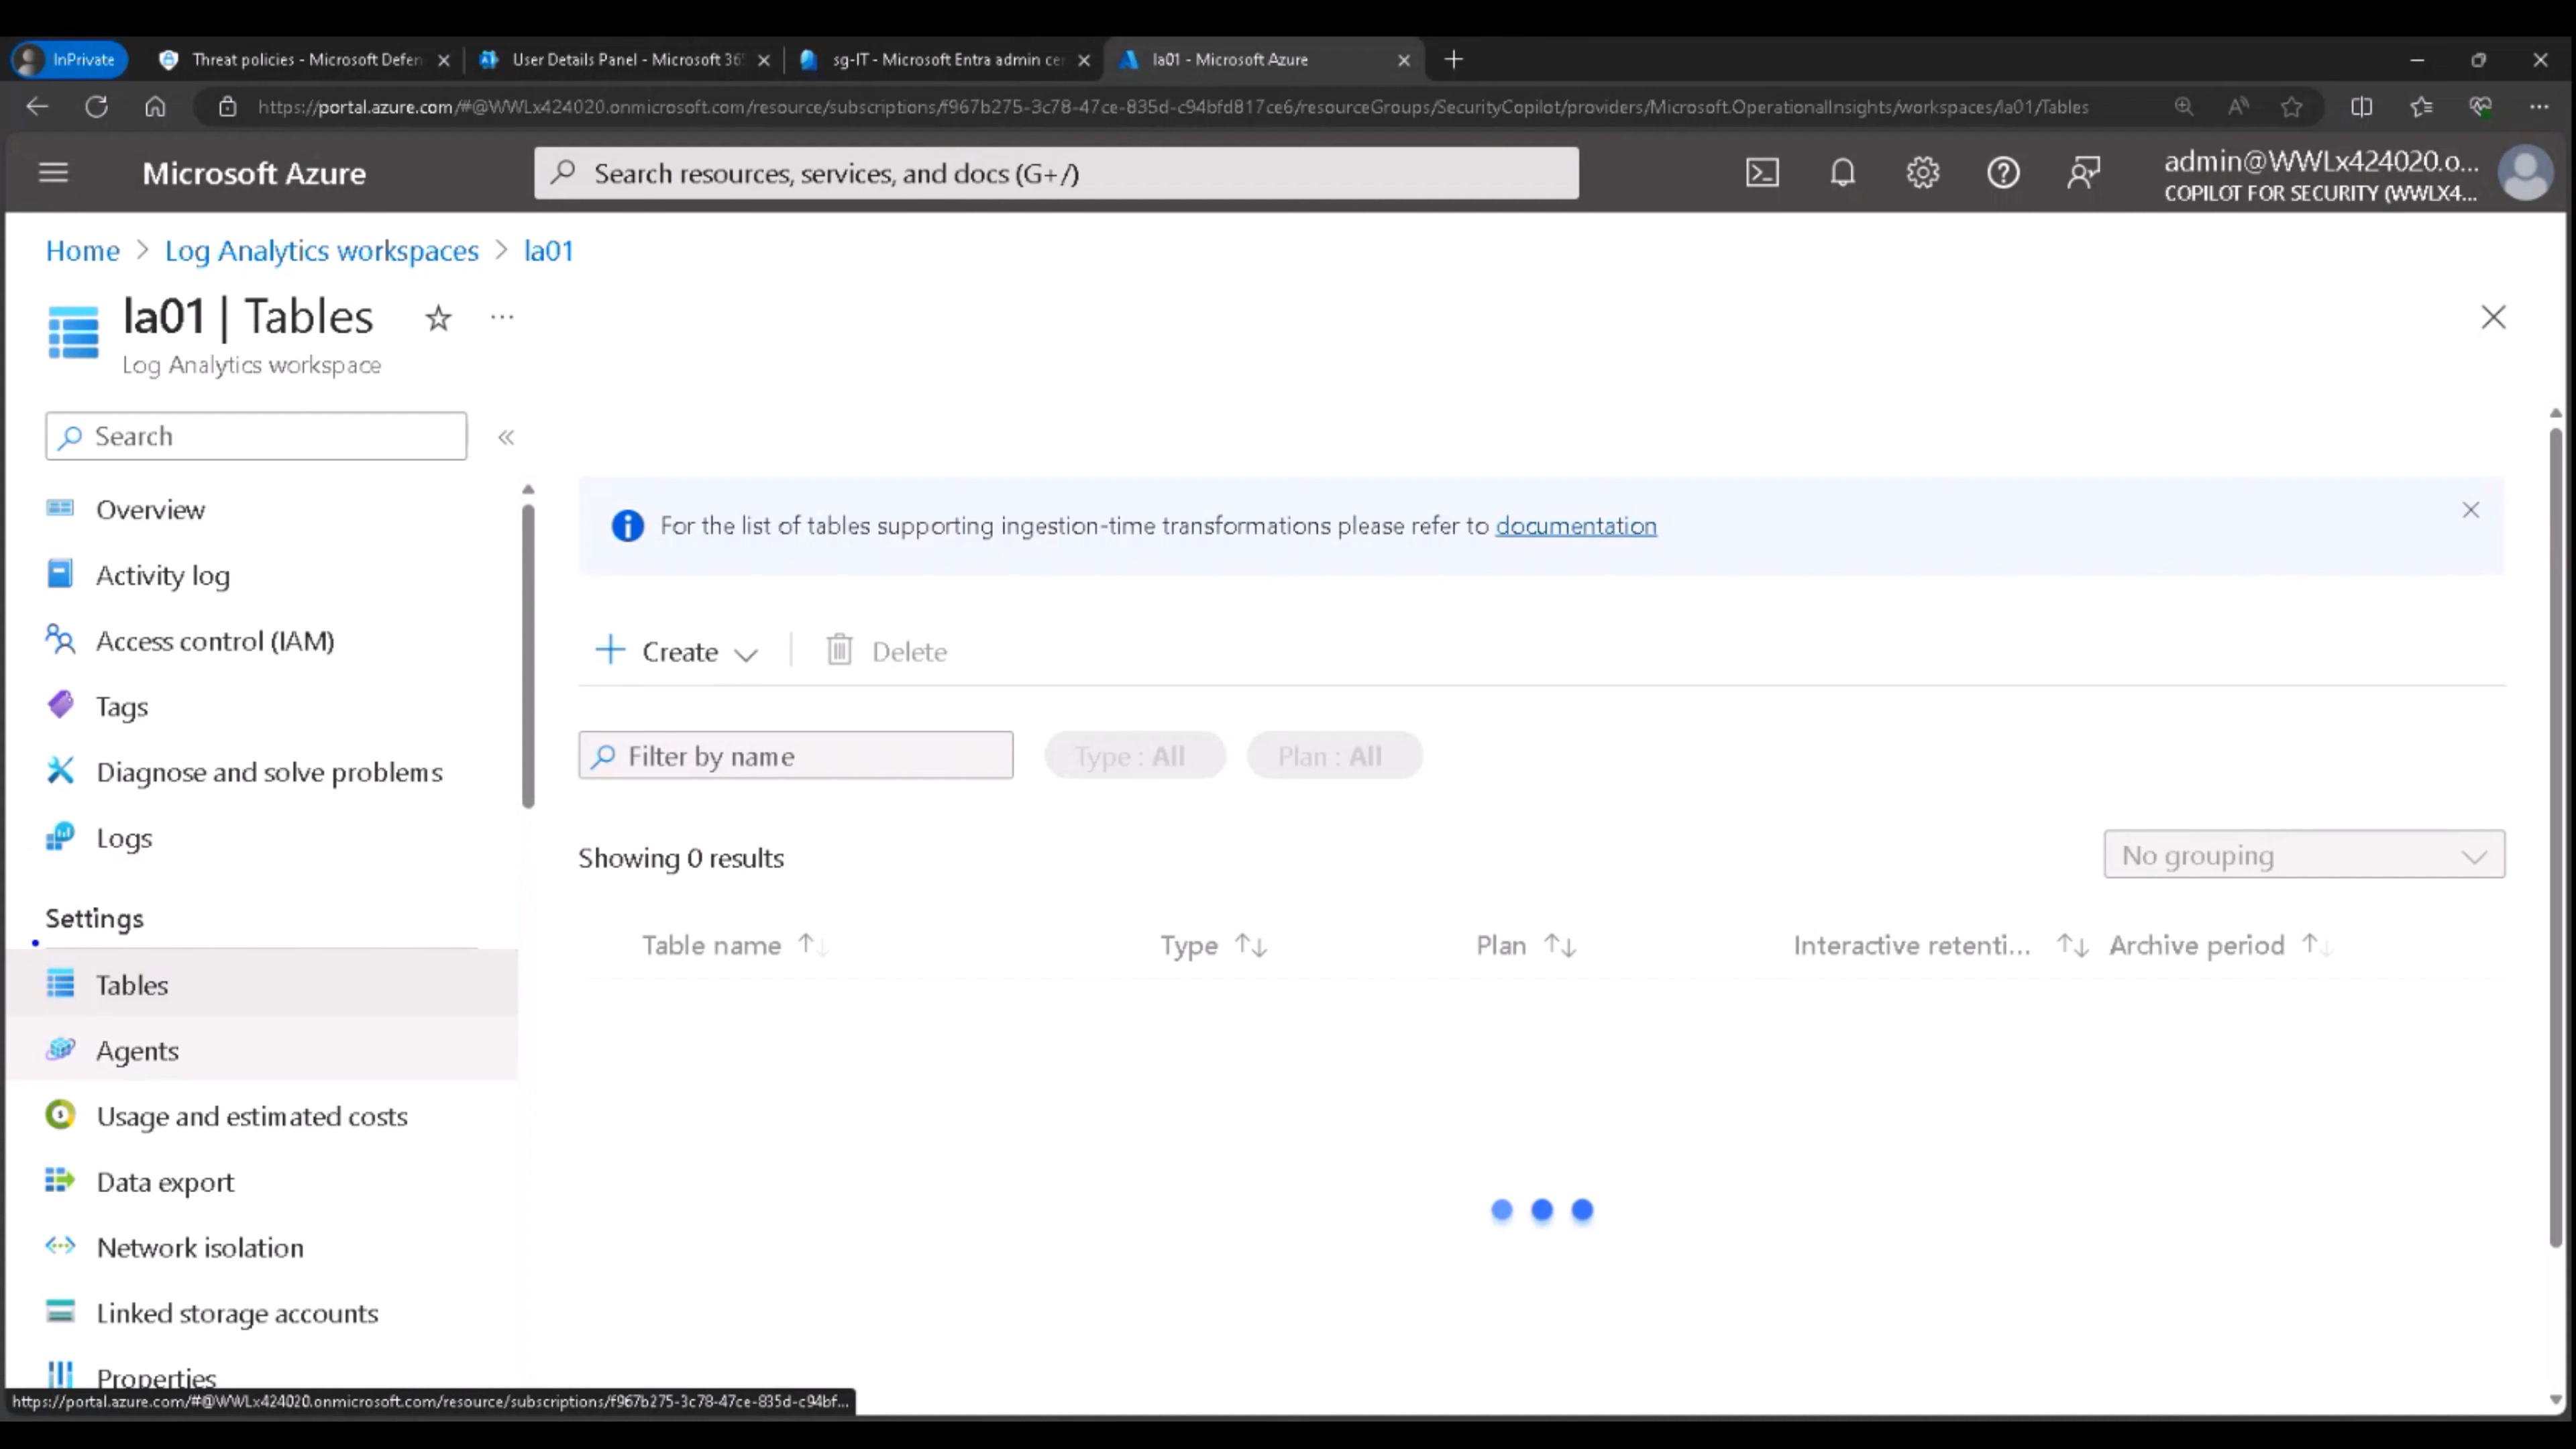 InPrivate
Threat policies - Microsoft Defen
User Details Panel - Microsoft 365
sg-IT - Microsoft Entra admin cen
la01 - Microsoft Azure
https://portal.azure.com/#@WWLx424020.onmicrosoft.com/resource/subscriptions/f967b275-3c78-47ce-835d-c94bfd817ce6/resourceGroups/SecurityCopilot/providers/Microsoft.OperationalInsights/workspaces/la01/Tables
Microsoft Azure
Search resources, services, and docs (G+/)
admin@WWLx424020.o...
COPILOT FOR SECURITY (WWLX4...
Home > Log Analytics workspaces > la01
la01 | Tables
Log Analytics workspace
Search
Overview
Activity log
Access control (IAM)
Tags
Diagnose and solve problems
Logs
Settings
Tables
Agents
Usage and estimated costs
Data export
Network isolation
Linked storage accounts
Properties
For the list of tables supporting ingestion-time transformations please refer to documentation
Create
Delete
Filter by name
Type : All
Plan : All
Showing 0 results
No grouping
Table name
Type
Plan
Interactive retenti...
Archive period
https://portal.azure.com/#@WWLx424020.onmicrosoft.com/resource/subscriptions/f967b275-3c78-47ce-835d-c94bf...